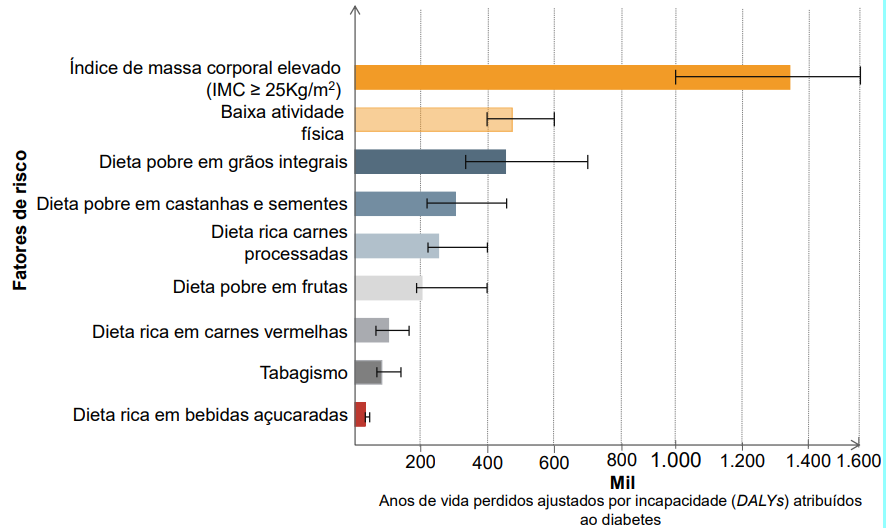 Fatores de risco
Índice de massa corporal elevado
(IMC ≥ 25Kg/m²)
Baixa atividade
física
Dieta pobre em grãos integrais
Dieta pobre em castanhas e sementes
Dieta rica carnes
processadas
Dieta pobre em frutas
Dieta rica em carnes vermelhas
Tabagismo
Dieta rica em bebidas açucaradas
200 400 600 800 1.000 1.200 1.400 1.600
Mil
Anos de vida perdidos ajustados por incapacidade (DALYs) atribuídos
ao diabetes